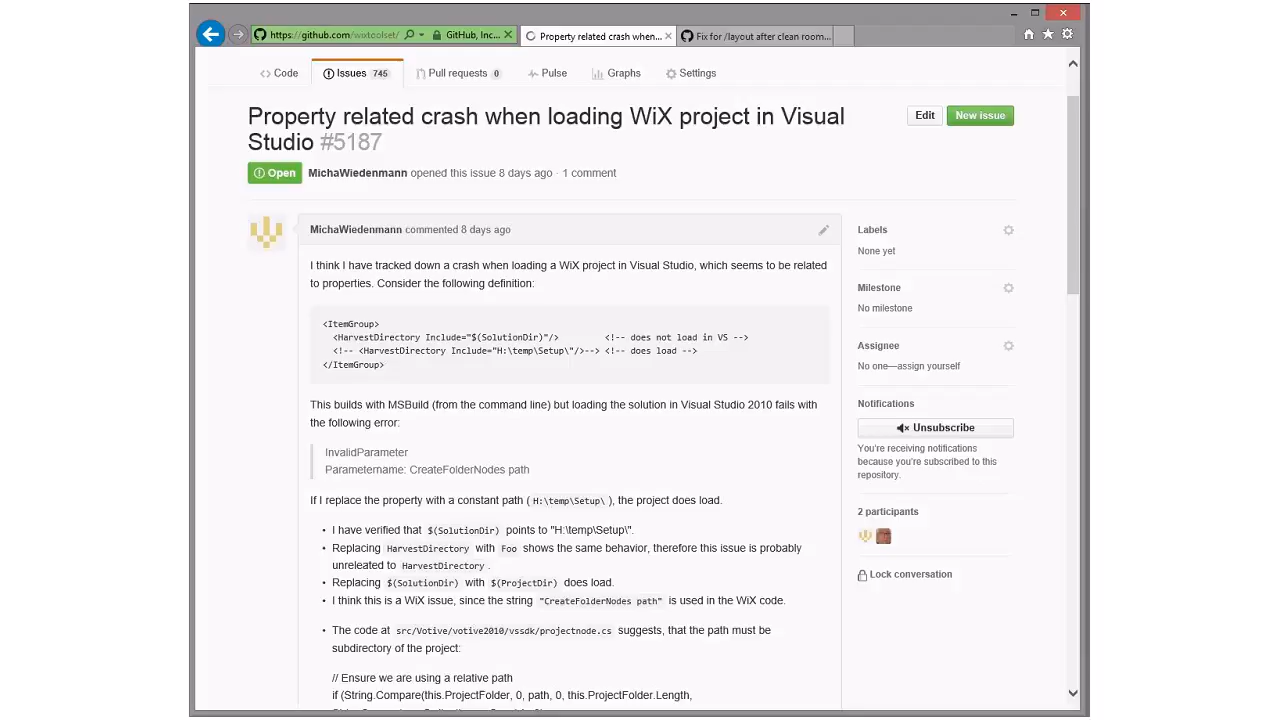 https://github.com/wixtoolset/ GitHub, Inc... Property related crash when... Fix for /layout after clean room...
Code Issues 745 Pull requests 0 Pulse Graphs Settings
Property related crash when loading WiX project in Visual
Studio #5187
Edit New issue
Open MichaWiedenmann opened this issue 8 days ago · 1 comment
MichaWiedenmann commented 8 days ago
I think I have tracked down a crash when loading a WiX project in Visual Studio, which seems to be related
to properties. Consider the following definition:
<ItemGroup>
<HarvestDirectory Include="$(SolutionDir)"/> <!-- does not load in VS -->
<!-- <HarvestDirectory Include="H:\temp\Setup\"/>--> <!-- does load -->
</ItemGroup>
This builds with MSBuild (from the command line) but loading the solution in Visual Studio 2010 fails with
the following error:
InvalidParameter
Parametername: CreateFolderNodes path
If I replace the property with a constant path ( H:\temp\Setup\ ), the project does load.
• I have verified that $(SolutionDir) points to "H:\temp\Setup\".
• Replacing HarvestDirectory with Foo shows the same behavior, therefore this issue is probably
unreleated to HarvestDirectory .
• Replacing $(SolutionDir) with $(ProjectDir) does load.
• I think this is a WiX issue, since the string "CreateFolderNodes path" is used in the WiX code.
• The code at src/Votive/votive2010/vssdk/projectnode.cs suggests, that the path must be
subdirectory of the project:
// Ensure we are using a relative path
if (String.Compare(this.ProjectFolder, 0, path, 0, this.ProjectFolder.Length,
Labels
None yet
Milestone
No milestone
Assignee
No one—assign yourself
Notifications
Unsubscribe
You're receiving notifications
because you're subscribed to this
repository.
2 participants
Lock conversation